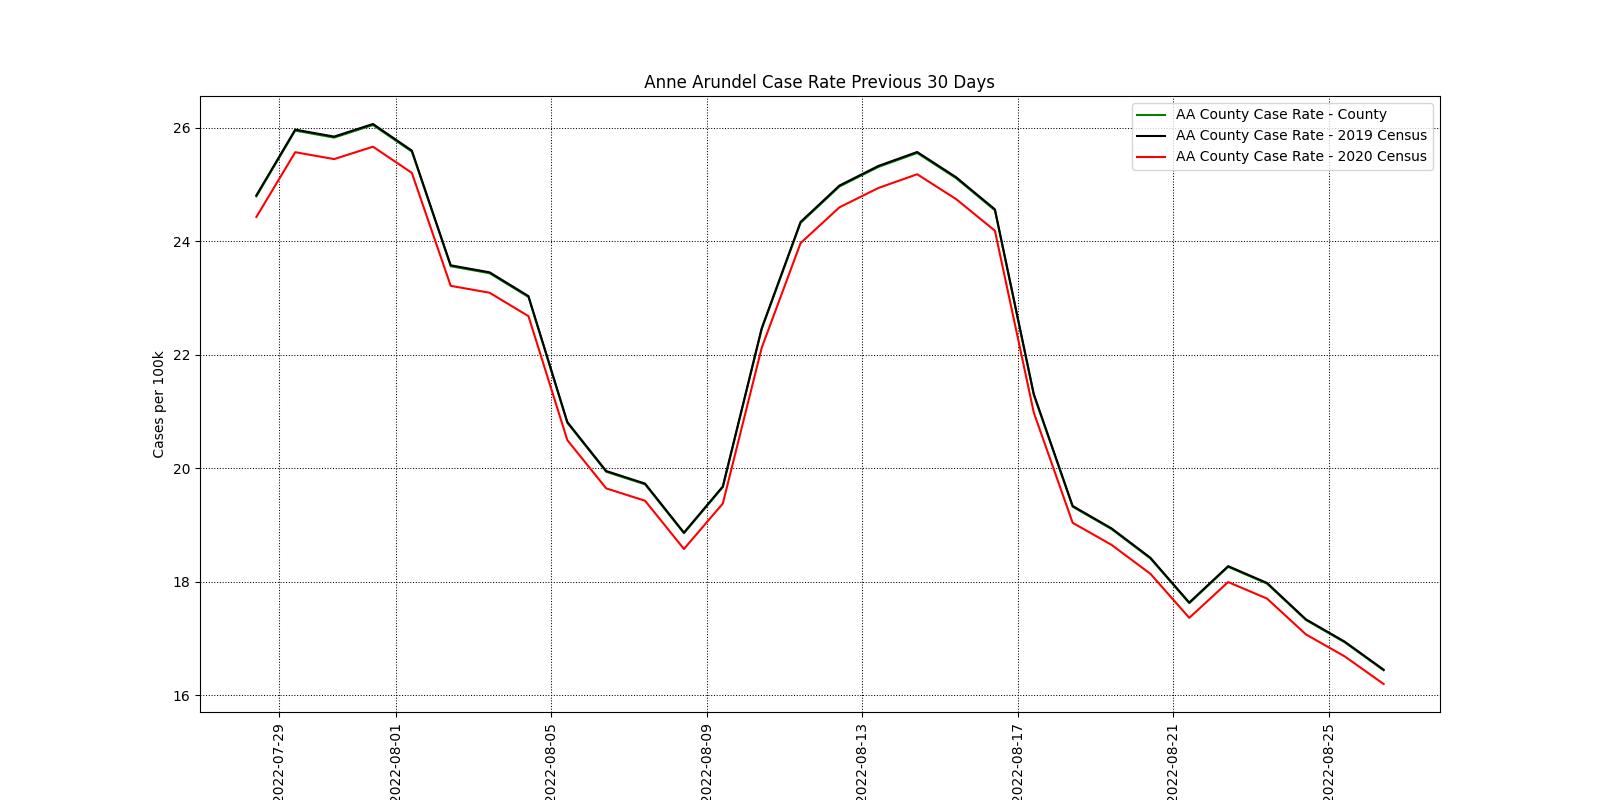 Anne Arundel Case Rate Previous 30 Days
AA County Case Rate - County
AA County Case Rate - 2019 Census
AA County Case Rate - 2020 Census
Cases per 100k
26
24
22
20
18
16
2022-07-29
2022-08-01
2022-08-05
2022-08-09
2022-08-13
2022-08-17
2022-08-21
2022-08-25